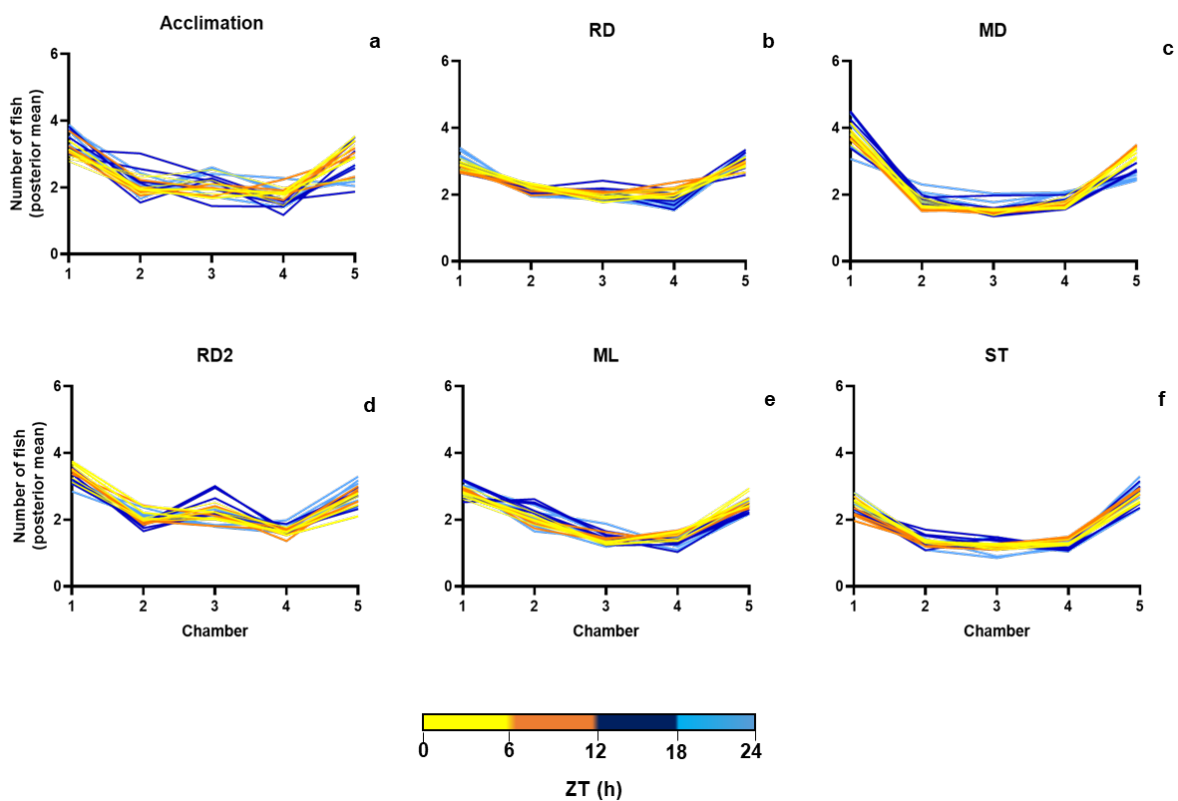 Acclimation
a
RD
b
MD
c
Number of fish
(posterior mean)
6
4
2
0
1 2 3 4 5
6
4
2
0
1 2 3 4 5
6
4
2
0
1 2 3 4 5
RD2
d
ML
e
ST
f
Number of fish
(posterior mean)
6
4
2
0
1 2 3 4 5
Chamber
6
4
2
0
1 2 3 4 5
Chamber
6
4
2
0
1 2 3 4 5
Chamber
0 6 12 18 24
ZT (h)